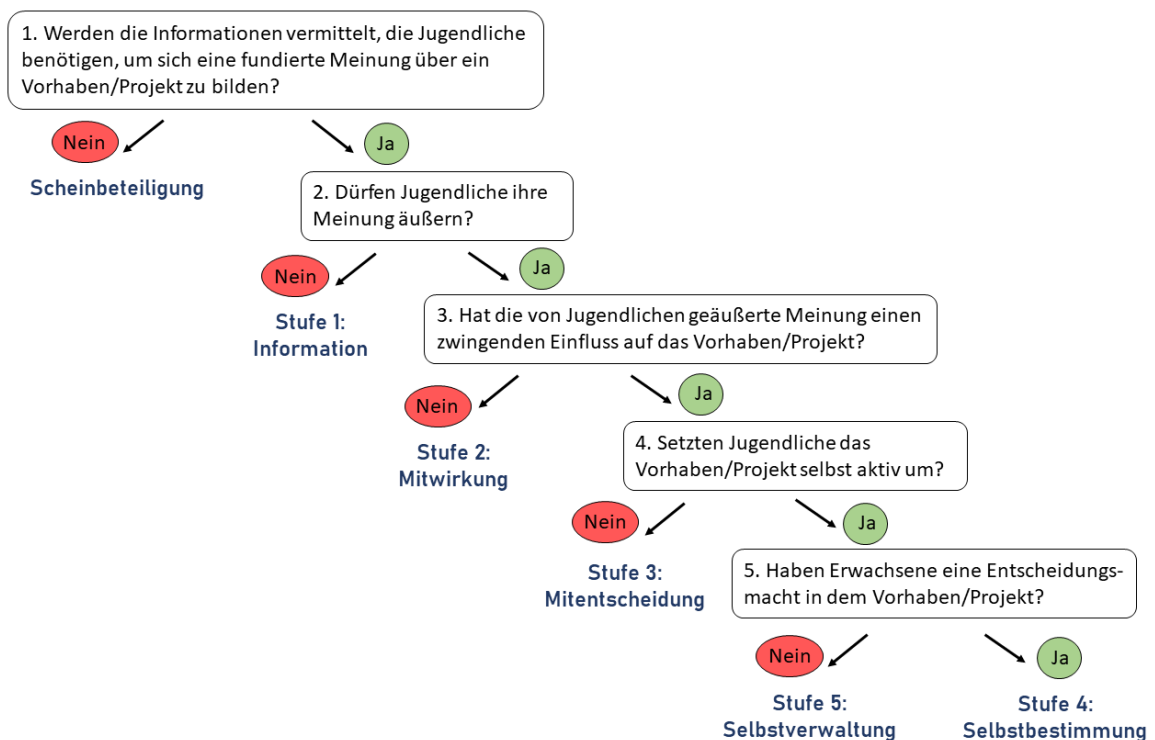 1. Werden die Informationen vermittelt, die Jugendliche
benötigen, um sich eine fundierte Meinung über ein
Vorhaben/Projekt zu bilden?
Nein
Ja
Scheinbeteiligung
2. Dürfen Jugendliche ihre
Meinung äußern?
Nein
Ja
Stufe 1:
Information
3. Hat die von Jugendlichen geäußerte Meinung einen
zwingenden Einfluss auf das Vorhaben/Projekt?
Nein
Ja
Stufe 2:
Mitwirkung
4. Setzten Jugendliche das
Vorhaben/Projekt selbst aktiv um?
Nein
Ja
Stufe 3:
Mitentscheidung
5. Haben Erwachsene eine Entscheidungs-
macht in dem Vorhaben/Projekt?
Nein
Ja
Stufe 5:
Selbstverwaltung
Stufe 4:
Selbstbestimmung